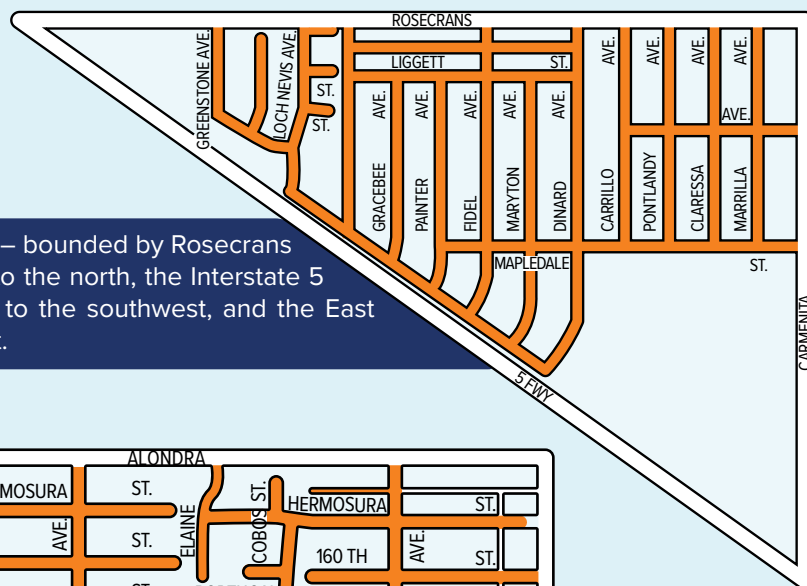 ROSECRANS
GREENSTONE AVE.
LOCH NEVIS AVE.
ST.
ST.
LIGGETT ST.
GRACEBEE AVE.
PAINTER AVE.
FIDEL AVE.
MARYTON AVE.
DINARD AVE.
CARRILLO AVE.
PONTLANDY AVE.
CLARESSA AVE.
MARRILLA AVE.
AVE.
MAPLEDALE ST.
CARMENITA
5 FWY
– bounded by Rosecrans
o the north, the Interstate 5
to the southwest, and the East
ALONDRA
MOSURA ST.
AVE.
ST.
ELAINE
COBOS ST.
HERMOSURA ST.
160 TH ST.
AVE.